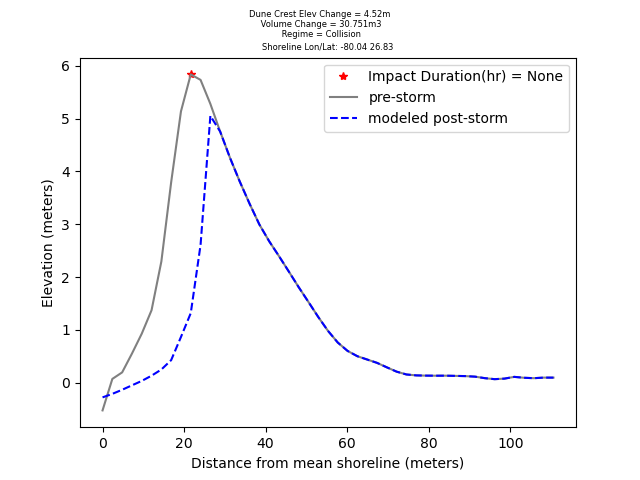 Dune Crest Elev Change = 4.52m
Volume Change = 30.751m3
Regime = Collision
Shoreline Lon/Lat: -80.04 26.83
Impact Duration(hr) = None
pre-storm
modeled post-storm
Elevation (meters)
6
5
4
3
2
1
0
0 20 40 60 80 100
Distance from mean shoreline (meters)